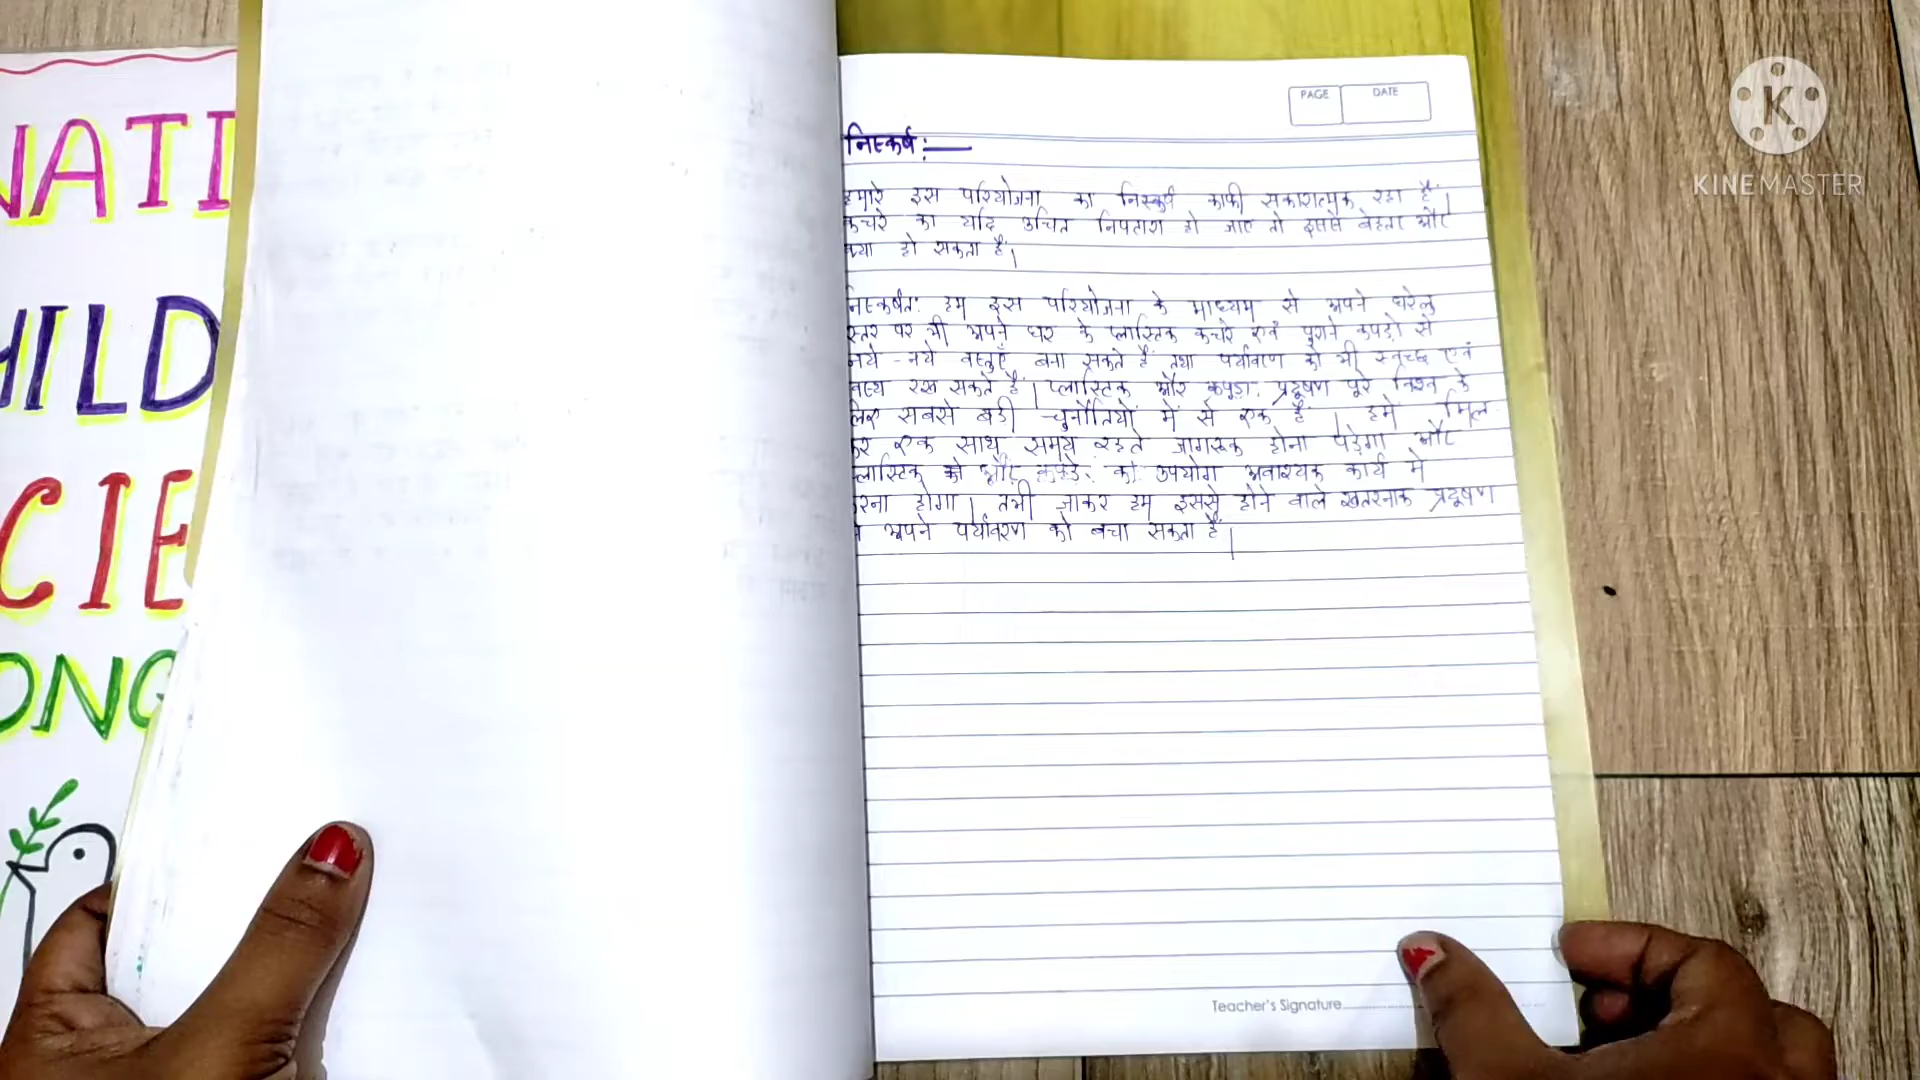 NATI
HILD
CIE
ONG
PAGE
DATE
निष्कर्ष :—
हमारे इस परियोजना का निस्कर्ष काफी सकारात्मक रहा है।
कचरे का यदि उचित निपतारा हो जाए तो इससे बेहतर और
क्या हो सकता है।
निष्कर्षत: हम इस परियोजना के माध्यम से अपने घरेलु
स्तर पर भी अपने घर के प्लास्टिक कचरे एवं पुराने कपड़ो से
नये - नये वस्तुएँ बना सकते हैं तथा पर्यावरण को भी स्वच्छ एवं
रख सकते हैं। प्लास्टिक और कपड़ा प्रदूषण पूरे विश्व के
लिए सबसे बड़ी चुनौतियों में से एक है। हमें मिल
कर एक साथ समय रहते जागरूक होना पड़ेगा और
प्लास्टिक को और कपड़े को उपयोग अवाश्यक कार्य मे
करना होगा। तभी जाकर हम इससे होने वाले खतरनाक प्रदूषण
से अपने पर्यावरण को बचा सकता है।
Teacher's Signature
K
KINEMASTER